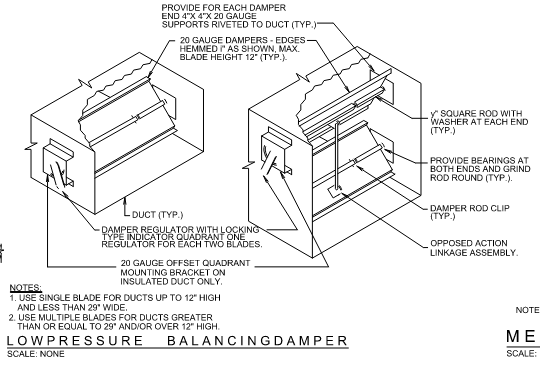 PROVIDE FOR EACH DAMPER
END 4"X 4"X 20 GAUGE
SUPPORTS RIVETED TO DUCT (TYP.)
20 GAUGE DAMPERS - EDGES
HEMMED i" AS SHOWN, MAX.
BLADE HEIGHT 12" (TYP.).
γ" SQUARE ROD WITH
WASHER AT EACH END
(TYP.)
PROVIDE BEARINGS AT
BOTH ENDS AND GRIND
ROD ROUND (TYP.).
DAMPER ROD CLIP
(TYP.)
OPPOSED ACTION
LINKAGE ASSEMBLY.
DUCT (TYP.)
DAMPER REGULATOR WITH LOCKING
TYPE INDICATOR QUADRANT ONE
REGULATOR FOR EACH TWO BLADES.
20 GAUGE OFFSET QUADRANT
MOUNTING BRACKET ON
INSULATED DUCT ONLY.
NOTES:
1. USE SINGLE BLADE FOR DUCTS UP TO 12" HIGH
AND LESS THAN 29" WIDE.
2. USE MULTIPLE BLADES FOR DUCTS GREATER
THAN OR EQUAL TO 29" AND/OR OVER 12" HIGH.
LOWPRESSURE BALANCINGDAMPER
SCALE: NONE
NOTE
ME
SCALE: